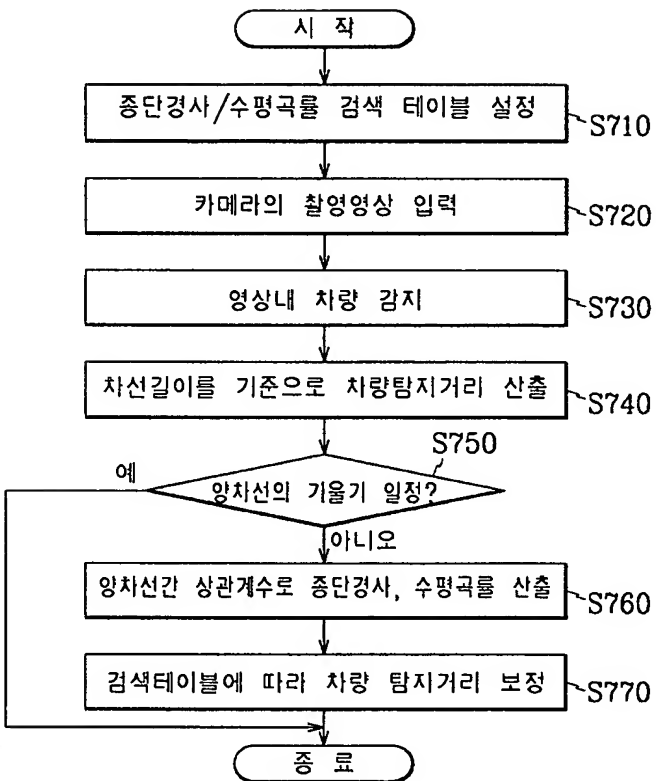 시 작
종단경사/수평곡률 검색 테이블 설정
S710
카메라의 촬영영상 입력
S720
영상내 차량 감지
S730
차선길이를 기준으로 차량탐지거리 산출
S740
S750
예
양차선의 기울기 일정?
아니오
양차선간 상관계수로 종단경사, 수평곡률 산출
S760
검색테이블에 따라 차량 탐지거리 보정
S770
종 료